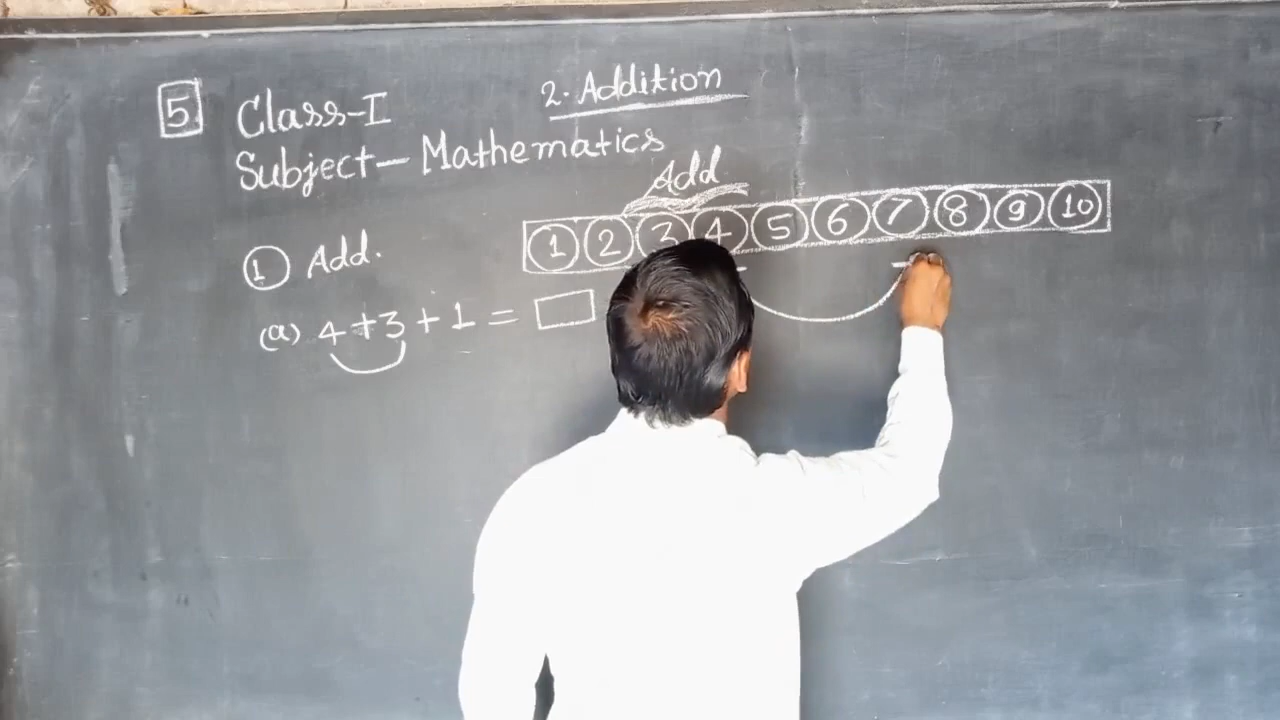 5 Class-I 2. Addition
Subject- Mathematics
Add
1 2 3 4 5 6 7 8 9 10
1 Add.
(a) 4+3+1=